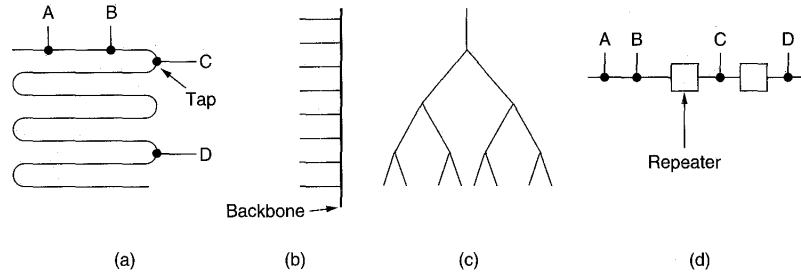 A B
C
Tap
D
Backbone
A B C D
Repeater
(a) (b) (c) (d)